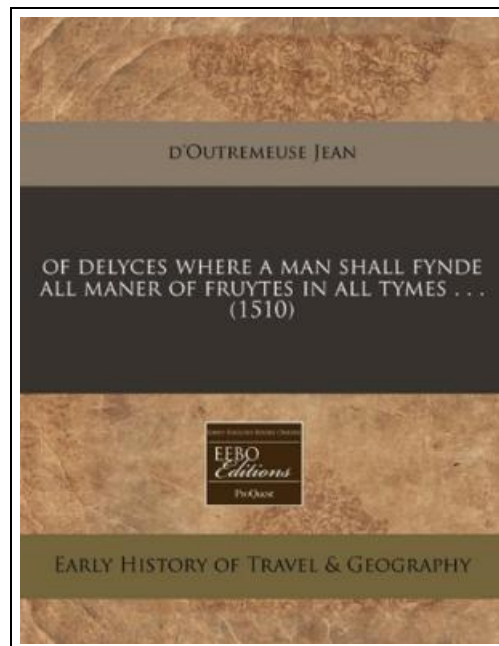 d'Outremeuse Jean
of delyces where a man shall fynde
all maner of fruytes in all tymes . . .
(1510)
EEBO
Editions
ProQuest
Early History of Travel & Geography